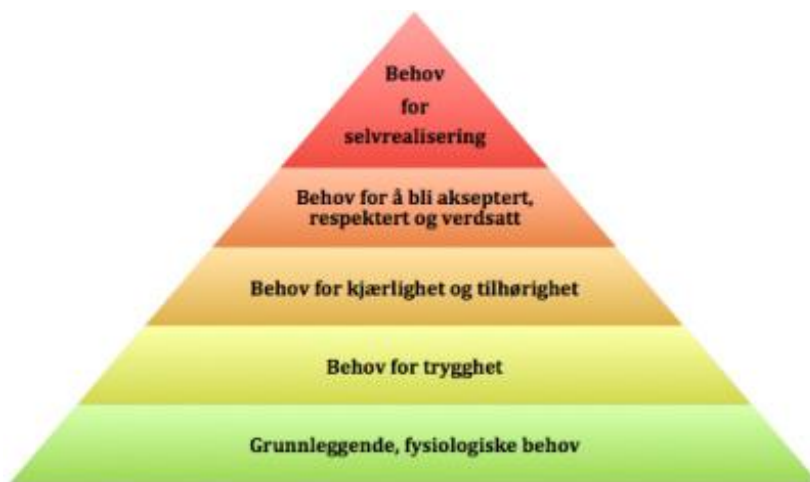 Behov
for
selvrealisering
Behov for å bli akseptert,
respektert og verdsatt
Behov for kjærlighet og tilhørighet
Behov for trygghet
Grunnleggende, fysiologiske behov